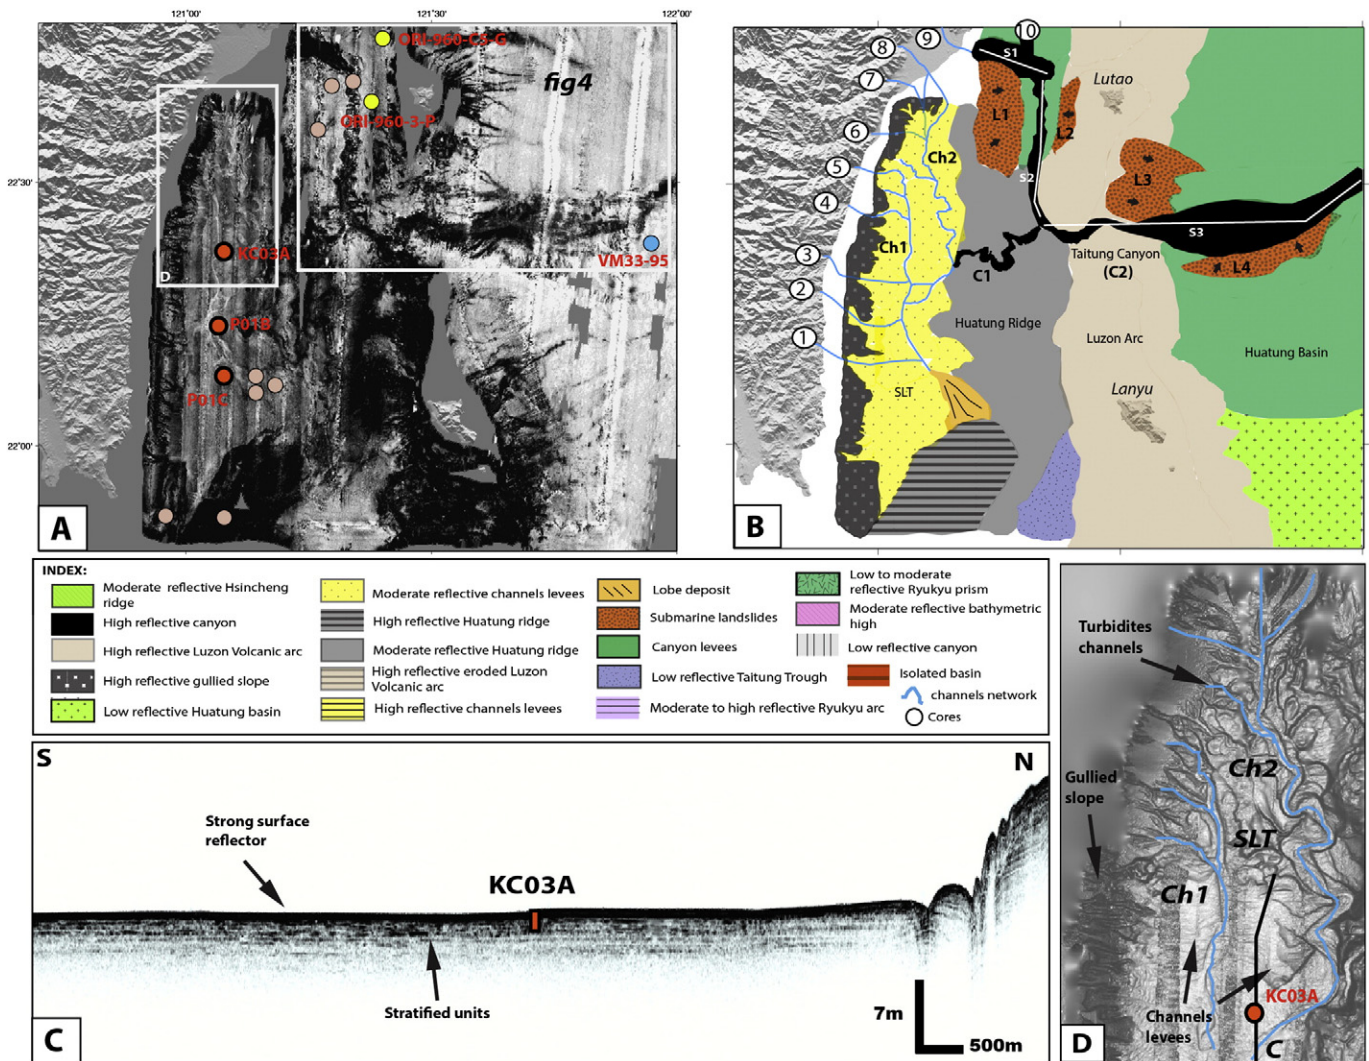 121°00'
121°30'
122°00'
ORI-960-CS-G
fig4
ORI-960-3-P
22°30'
KC03A
D
VM33-95
P01B
P01C
22°00'
A
10
9
8
7
6
5
4
3
2
1
S1
Lutao
L1
L2
Ch2
S2
L3
Ch1
S3
C1
Taitung Canyon
(C2)
L4
Huatung Ridge
Luzon Arc
Huatung Basin
SLT
Lanyu
B
INDEX:
Moderate reflective Hsincheng
ridge
High reflective canyon
High reflective Luzon Volcanic arc
High reflective gullied slope
Low reflective Huatung basin
Moderate reflective channels levees
High reflective Huatung ridge
Moderate reflective Huatung ridge
High reflective eroded Luzon
Volcanic arc
High reflective channels levees
Lobe deposit
Submarine landslides
Canyon levees
Low reflective Taitung Trough
Moderate to high reflective Ryukyu arc
Low to moderate
reflective Ryukyu prism
Moderate reflective bathymetric
high
Low reflective canyon
Isolated basin
channels network
Cores
S
N
Strong surface
reflector
KC03A
Stratified units
7m
500m
C
Turbidites
channels
Gullied
slope
Ch2
SLT
Ch1
KC03A
Channels
levees
C
D